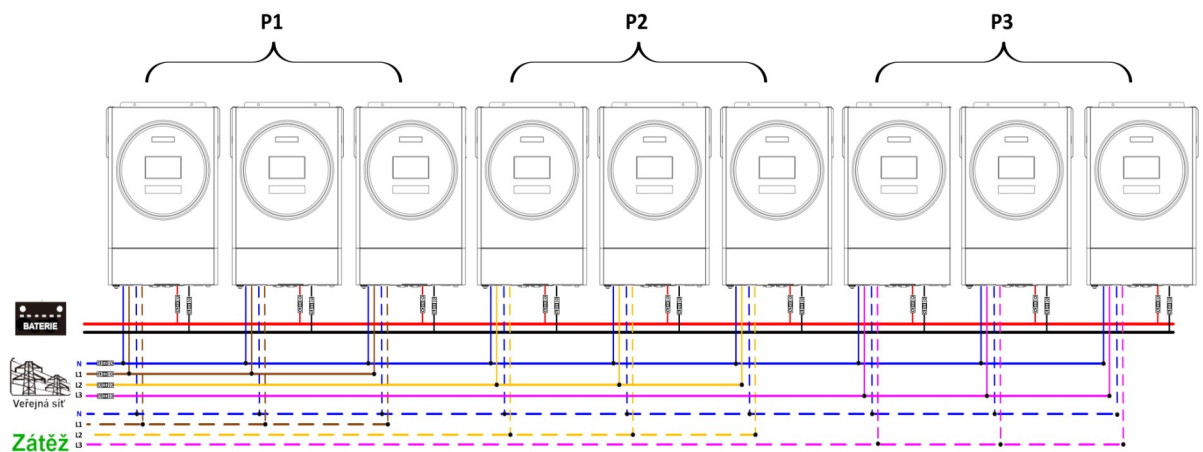 P1 P2 P3
BATERIE
N
L1
L2
L3
Veřejná síť
N
L1
L2
L3
Zátěž